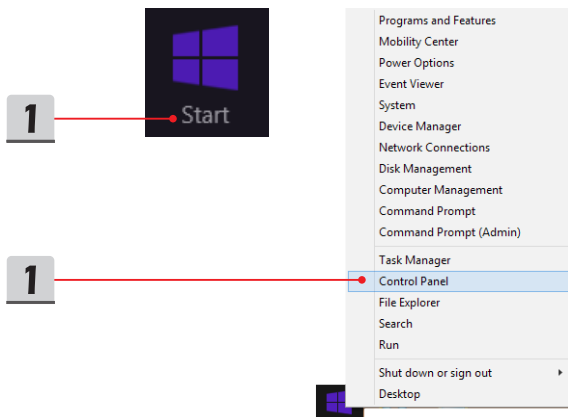 1
Start
Programs and Features
Mobility Center
Power Options
Event Viewer
System
Device Manager
Network Connections
Disk Management
Computer Management
Command Prompt
Command Prompt (Admin)
Task Manager
1
Control Panel
File Explorer
Search
Run
Shut down or sign out
Desktop